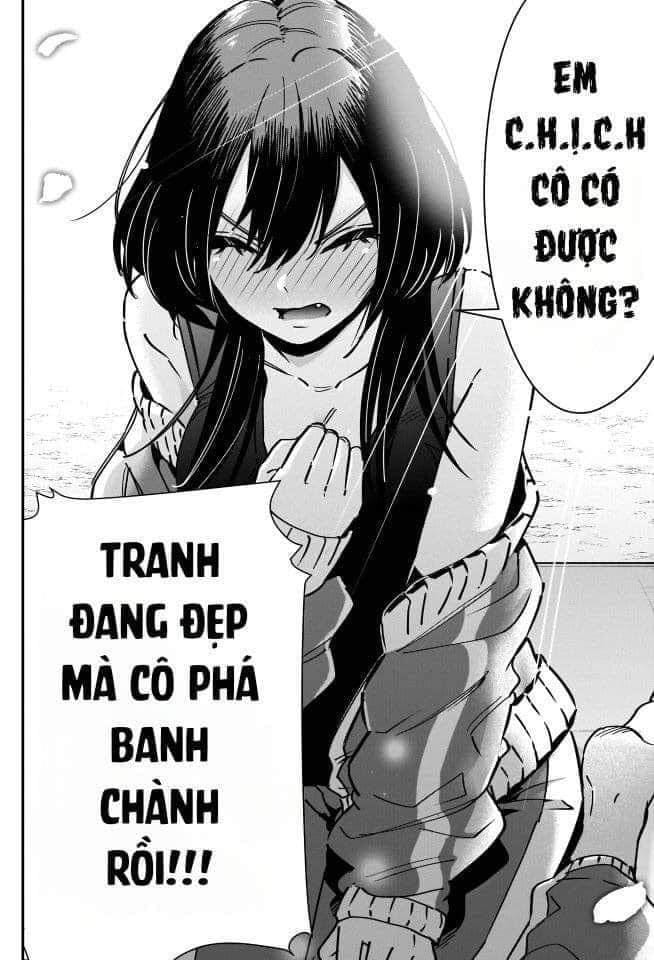 EM
C.H.Ị.C.H
CÔ CÓ
ĐƯỢC
KHÔNG?
TRANH
ĐANG ĐẸP
MÀ CÔ PHÁ
BANH
CHÀNH
RỒI!!!